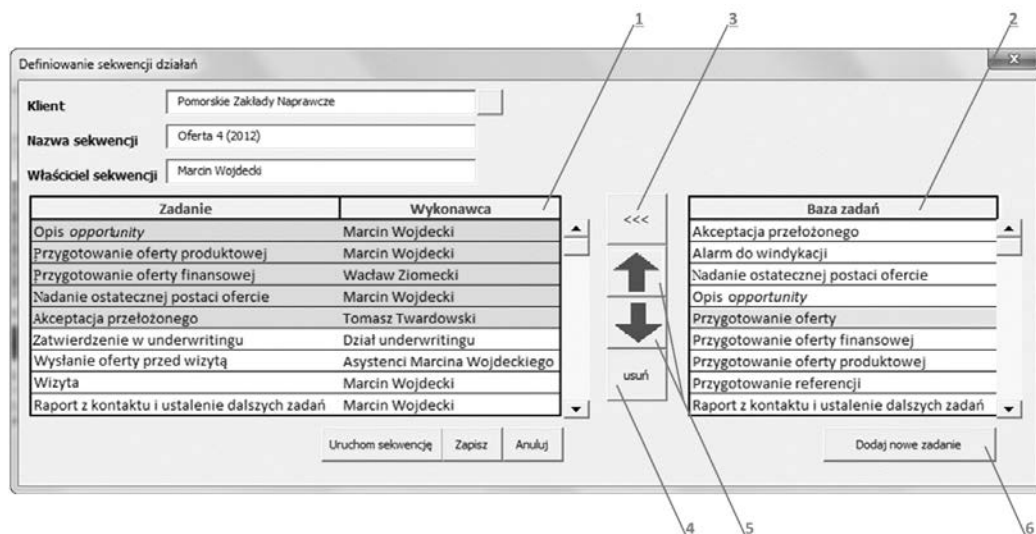 1 3 2
Definiowanie sekwencji działań x
Klient Pomorskie Zakłady Naprawcze
Nazwa sekwencji Oferta 4 (2012)
Właściciel sekwencji Marcin Wojdecki
Zadanie Wykonawca <<< Baza zadań
Opis opportunity Marcin Wojdecki Akceptacja przełożonego
Przygotowanie oferty produktowej Marcin Wojdecki Alarm do windykacji
Przygotowanie oferty finansowej Wacław Ziomecki Nadanie ostatecznej postaci ofercie
Nadanie ostatecznej postaci ofercie Marcin Wojdecki Opis opportunity
Akceptacja przełożonego Tomasz Twardowski Przygotowanie oferty
Zatwierdzenie w underwritingu Dział underwritingu Przygotowanie oferty finansowej
Wysłanie oferty przed wizytą Asystenci Marcina Wojdeckiego Przygotowanie oferty produktowej
Wizyta Marcin Wojdecki usuń Przygotowanie referencji
Raport z kontaktu i ustalenie dalszych zadań Marcin Wojdecki Raport z kontaktu i ustalenie dalszych zadań
Uruchom sekwencję Zapisz Anuluj Dodaj nowe zadanie
4 5 6